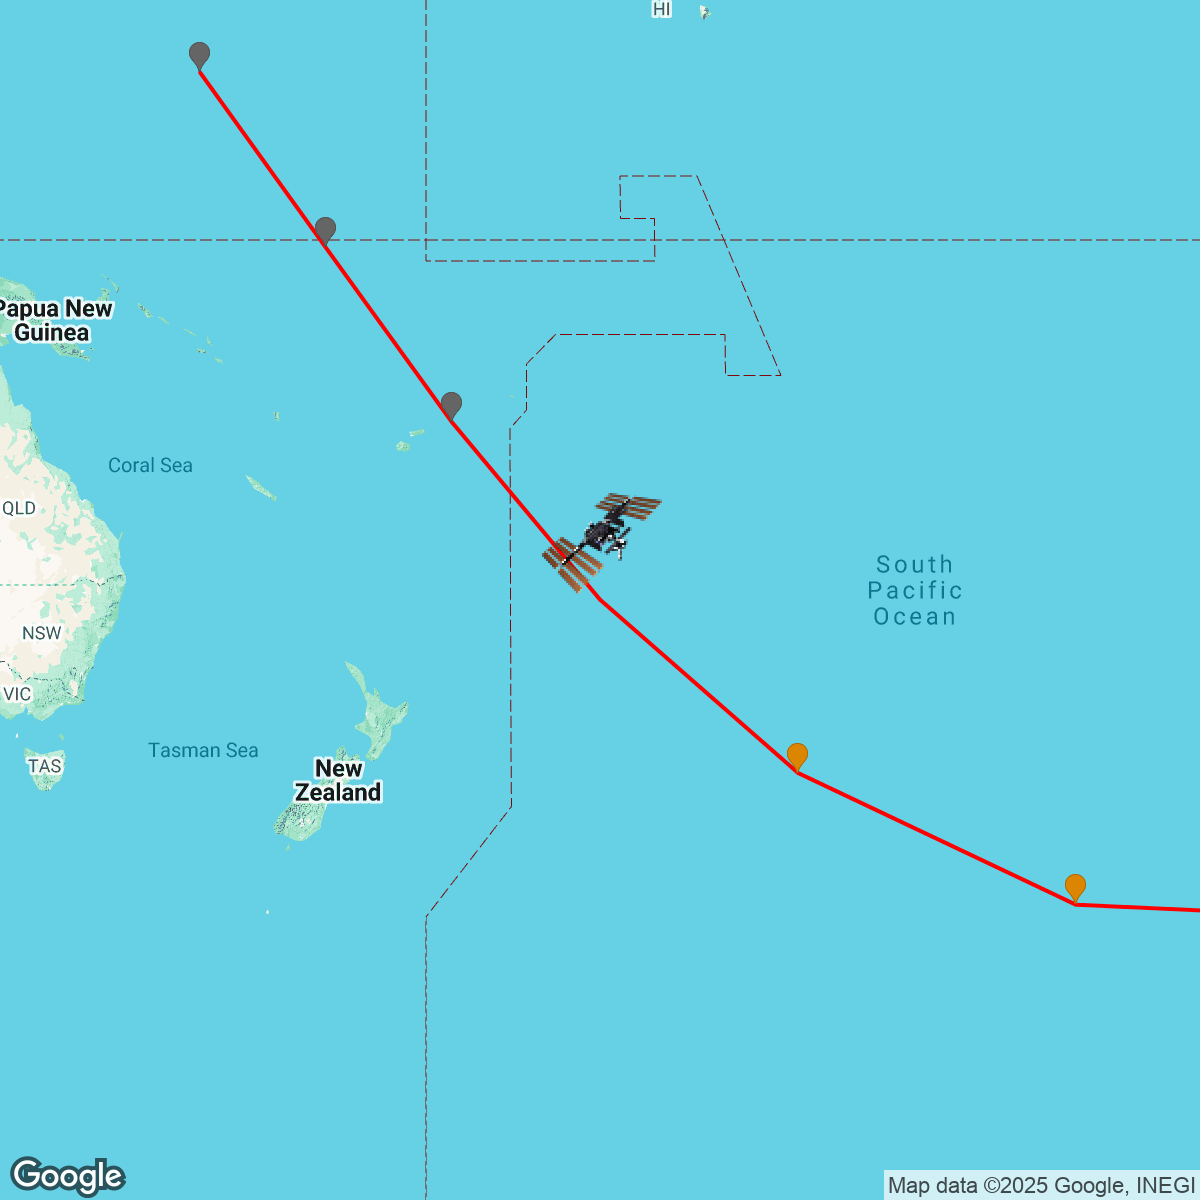 HI
Papua New
Guinea
Coral Sea
QLD
South
Pacific
Ocean
NSW
VIC
Tasman Sea
TAS
New
Zealand
Google
Map data ©2025 Google, INEGI